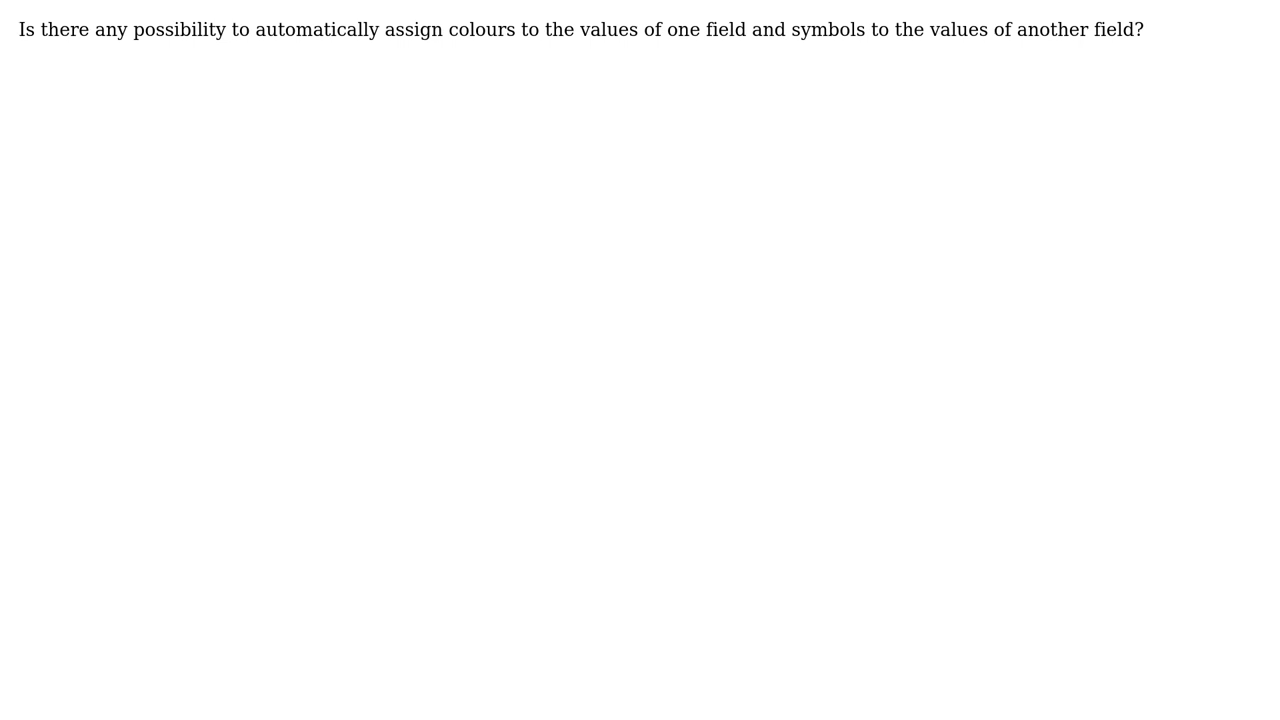 Is there any possibility to automatically assign colours to the values of one field and symbols to the values of another field?